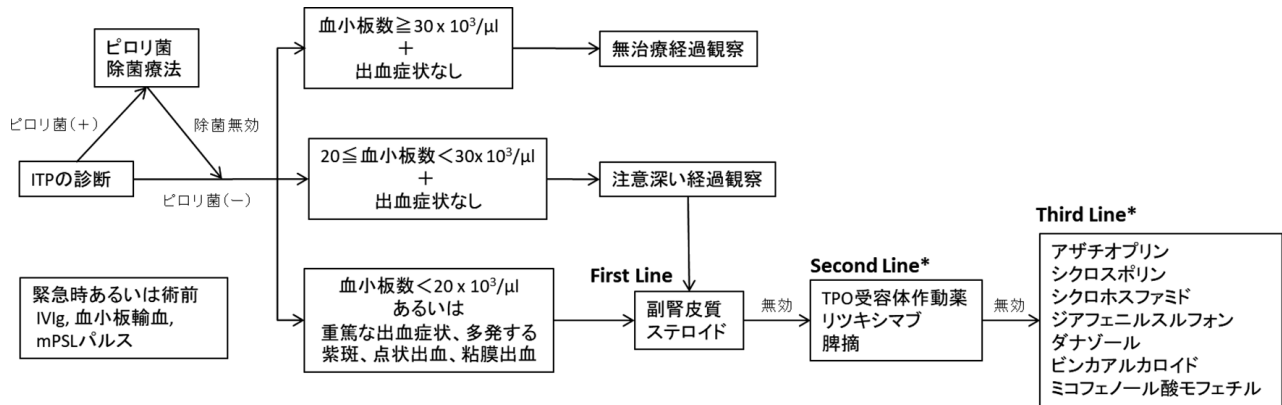 ピロリ菌
除菌療法
ピロリ菌(+)
除菌無効
ITPの診断
ピロリ菌(-)
血小板数≧30 x 10³/μl
+
出血症状なし
無治療経過観察
20≦血小板数<30x 10³/μl
+
出血症状なし
注意深い経過観察
緊急時あるいは術前
IVIg, 血小板輸血,
mPSLパルス
血小板数<20 x 10³/μl
あるいは
重篤な出血症状、多発する
紫斑、点状出血、粘膜出血
First Line
副腎皮質
ステロイド
無効
Second Line*
TPO受容体作動薬
リツキシマブ
脾摘
無効
Third Line*
アザチオプリン
シクロスポリン
シクロホスファミド
ジアフェニルスルフォン
ダナゾール
ビンカアルカロイド
ミコフェノール酸モフェチル